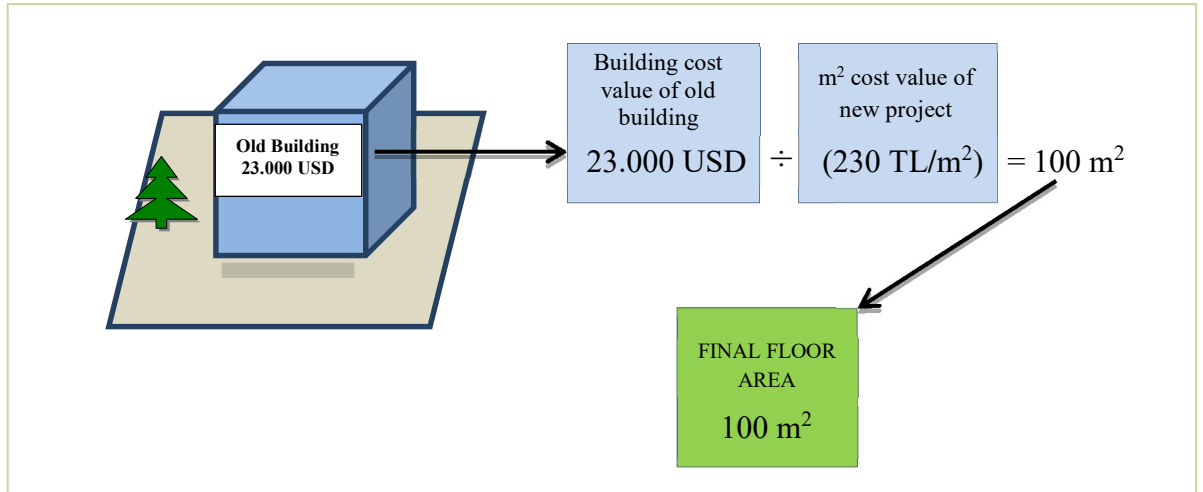 Old Building
23.000 USD
Building cost
value of old
building
23.000 USD
÷
m² cost value of
new project
(230 TL/m²)
= 100 m²
FINAL FLOOR
AREA
100 m²